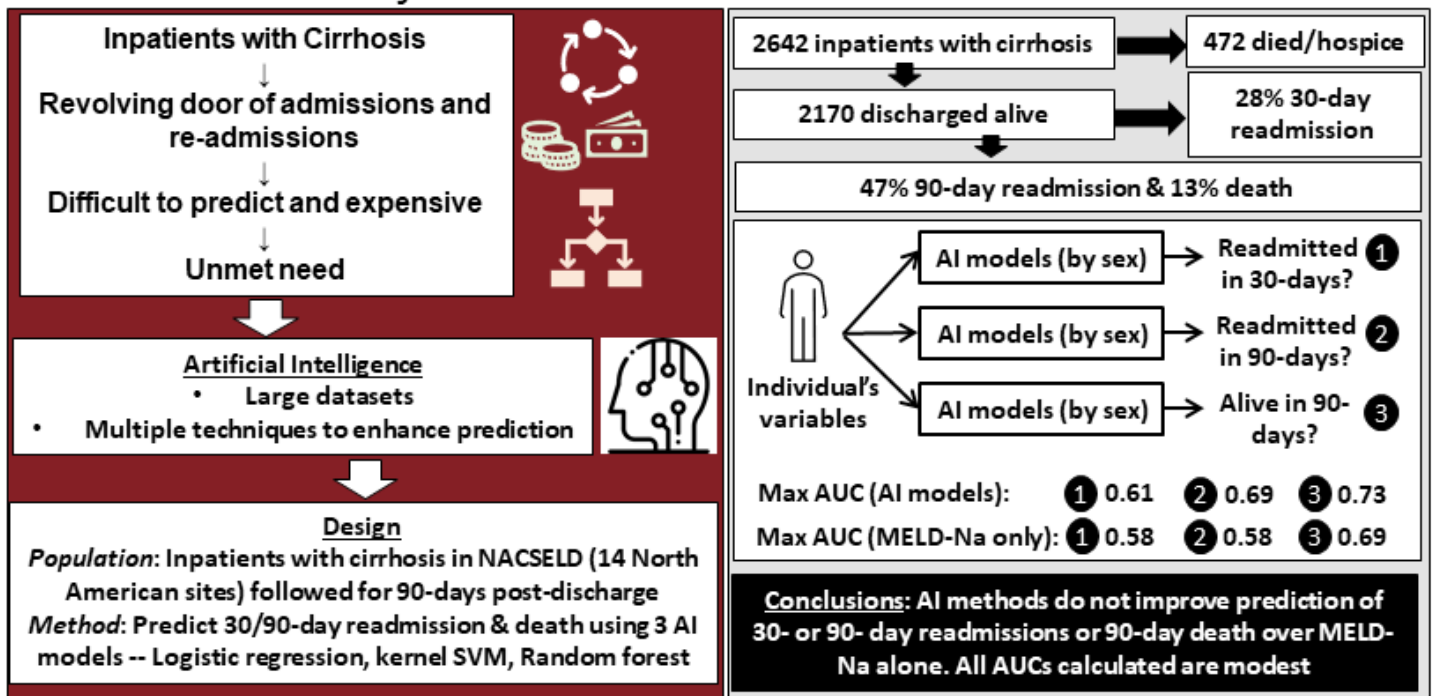 Inpatients with Cirrhosis
↓
Revolving door of admissions and
re-admissions
↓
Difficult to predict and expensive
↓
Unmet need
Artificial Intelligence
• Large datasets
• Multiple techniques to enhance prediction
Design
Population: Inpatients with cirrhosis in NACSELD (14 North
American sites) followed for 90-days post-discharge
Method: Predict 30/90-day readmission & death using 3 AI
models -- Logistic regression, kernel SVM, Random forest
2642 inpatients with cirrhosis
472 died/hospice
2170 discharged alive
28% 30-day
readmission
47% 90-day readmission & 13% death
AI models (by sex)
Readmitted 1
in 30-days?
AI models (by sex)
Readmitted 2
in 90-days?
Individual's
variables
AI models (by sex)
Alive in 90- 3
days?
Max AUC (AI models): 1 0.61 2 0.69 3 0.73
Max AUC (MELD-Na only): 1 0.58 2 0.58 3 0.69
Conclusions: AI methods do not improve prediction of
30- or 90- day readmissions or 90-day death over MELD-
Na alone. All AUCs calculated are modest